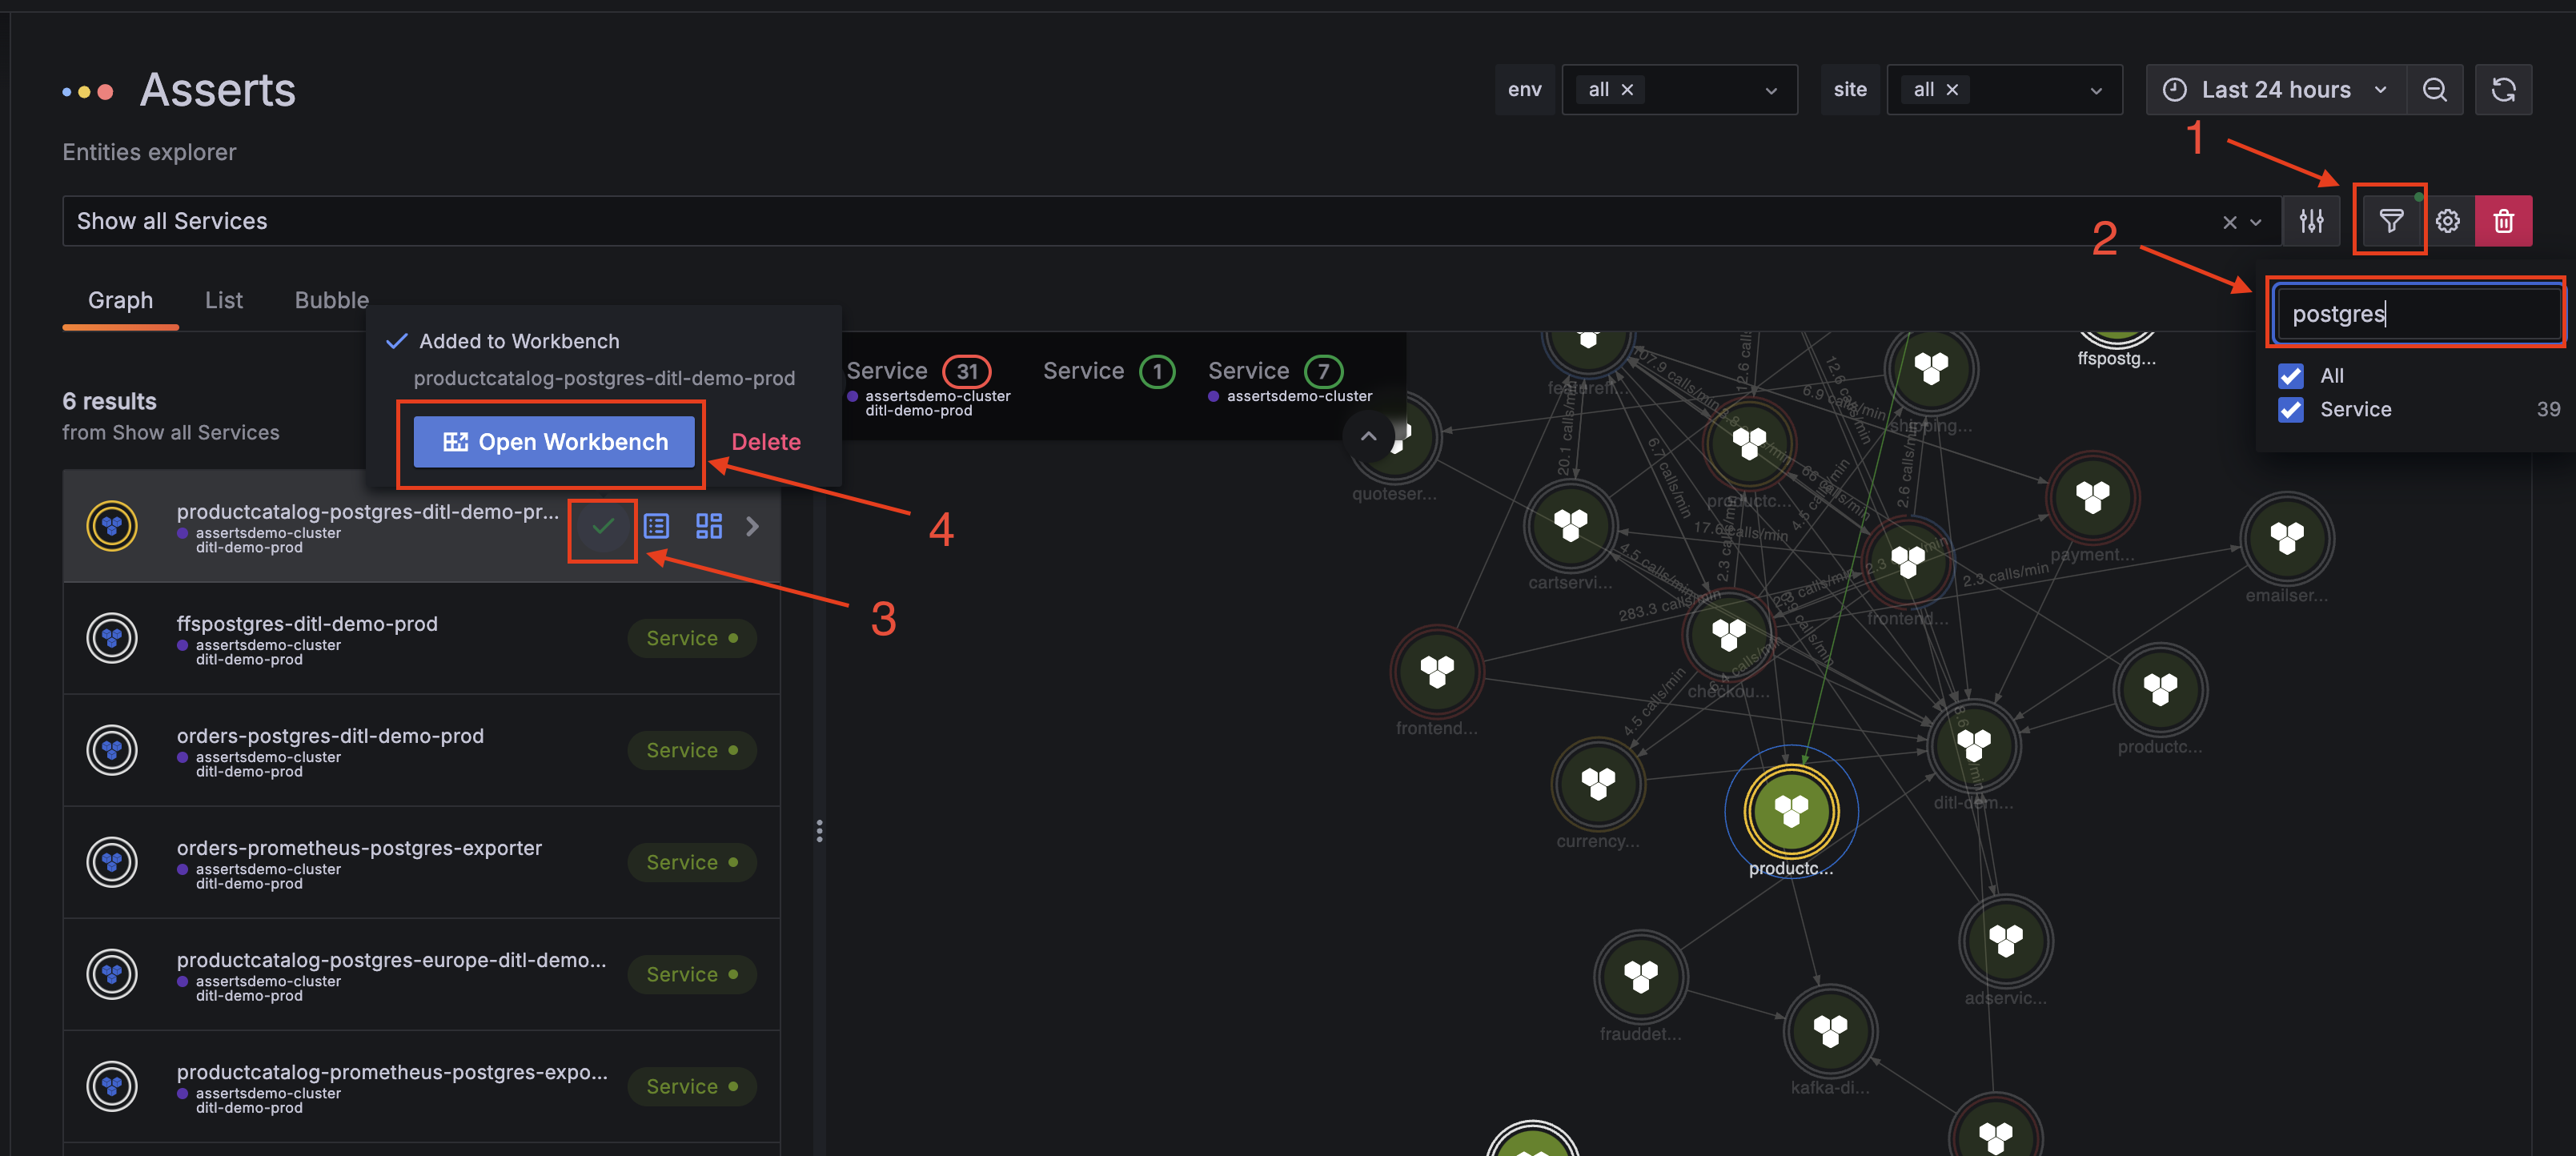 Asserts
env
all
site
all
Last 24 hours
Entities explorer
1
Show all Services
2
postgres
All
Service 39
Graph
List
Bubble
Added to Workbench
productcatalog-postgres-ditl-demo-prod
Open Workbench
Delete
4
3
6 results
from Show all Services
Service 31
assertsdemo-cluster
ditl-demo-prod
Service 1
Service 7
assertsdemo-cluster
productcatalog-postgres-ditl-demo-pr...
assertsdemo-cluster
ditl-demo-prod
ffspostgres-ditl-demo-prod
assertsdemo-cluster
ditl-demo-prod
Service
orders-postgres-ditl-demo-prod
assertsdemo-cluster
ditl-demo-prod
Service
orders-prometheus-postgres-exporter
assertsdemo-cluster
ditl-demo-prod
Service
productcatalog-postgres-europe-ditl-demo...
assertsdemo-cluster
ditl-demo-prod
Service
productcatalog-prometheus-postgres-expo...
assertsdemo-cluster
ditl-demo-prod
Service
ffspostg...
shipping...
quoteser...
productc...
cartservi...
payment...
emailser...
frontend...
checkou...
frontend...
productc...
ditl-dem...
currency...
productc...
adservic...
frauddet...
kafka-di...
107.9 calls/min
6.9 calls/min
20.1 calls/min
6.7 calls/min
17.6 calls/min
4.5 calls/min
283.3 calls/min
2.3 calls/min
4.5 calls/min